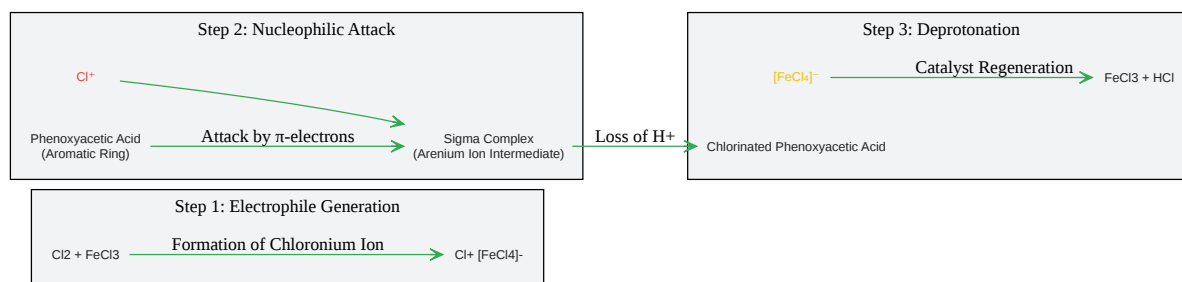 Step 2: Nucleophilic Attack
Cl⁺
Phenoxyacetic Acid
(Aromatic Ring)
Attack by π-electrons
Sigma Complex
(Arenium Ion Intermediate)
Loss of H+
Step 3: Deprotonation
[FeCl₄]⁻
Catalyst Regeneration
FeCl3 + HCl
Chlorinated Phenoxyacetic Acid
Step 1: Electrophile Generation
Cl2 + FeCl3
Formation of Chloronium Ion
Cl+ [FeCl4]-